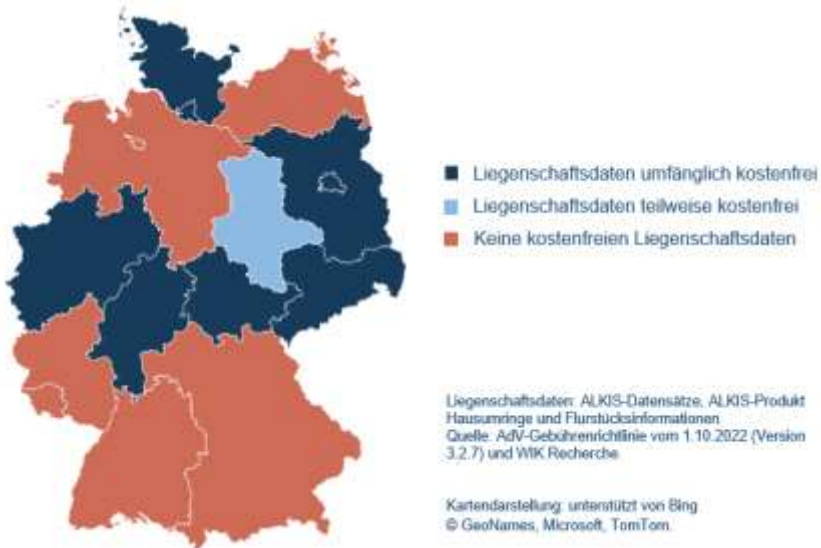 Liegenschaftsdaten umfänglich kostenfrei
Liegenschaftsdaten teilweise kostenfrei
Keine kostenfreien Liegenschaftsdaten
Liegenschaftsdaten: ALKIS-Datensätze, ALKIS-Produkt
Hausumringe und Flurstücksinformationen
Quelle: AdV-Gebührenrichtlinie vom 1.10.2022 (Version
3.2.7) und WIK Recherche
Kartendarstellung: unterstützt von Bing
© GeoNames, Microsoft, TomTom.